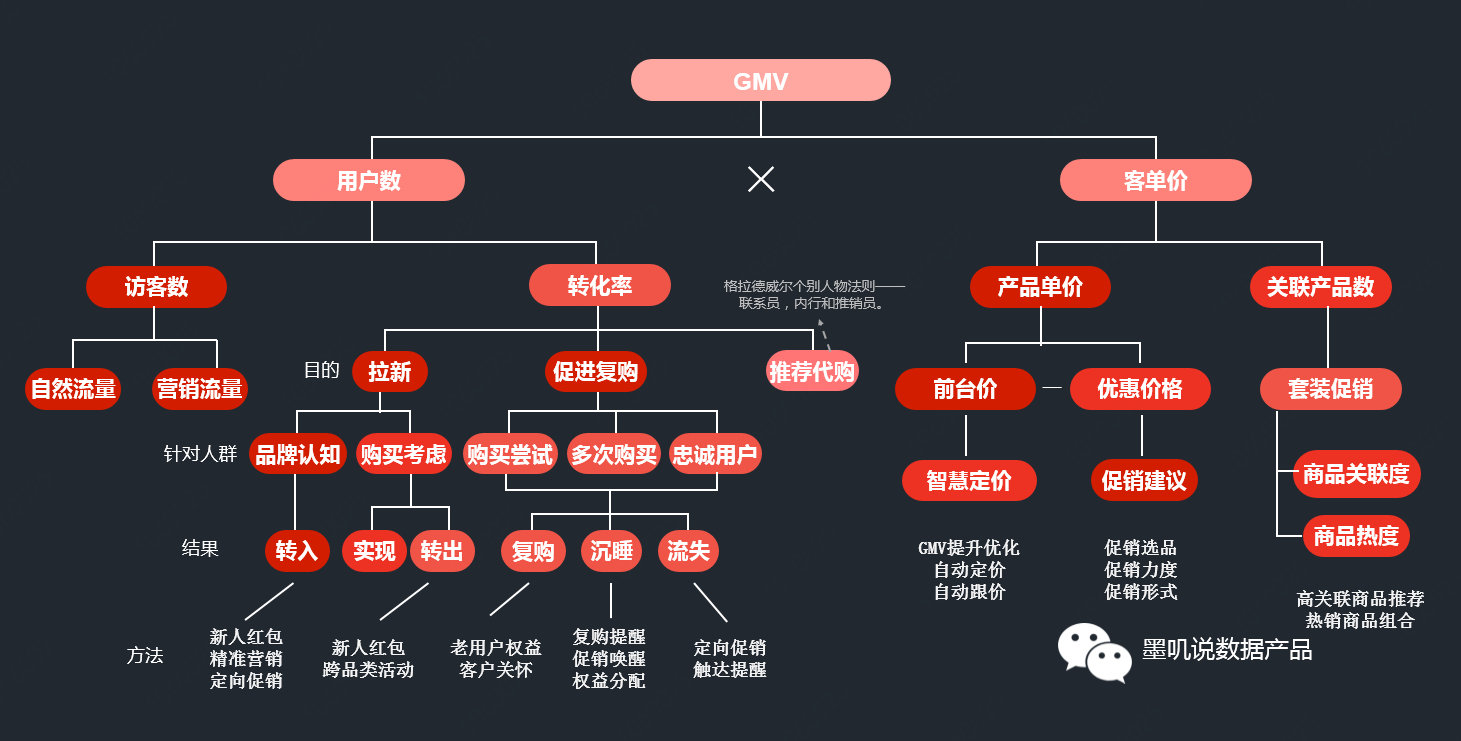 GMV
用户数
×
客单价
访客数
转化率
格拉德威尔个别人物法则——
联系员，内行和推销员。
产品单价
关联产品数
自然流量
营销流量
目的
拉新
促进复购
推荐代购
前台价
—
优惠价格
套装促销
针对人群
品牌认知
购买考虑
购买尝试
多次购买
忠诚用户
智慧定价
促销建议
商品关联度
商品热度
结果
转入
实现
转出
复购
沉睡
流失
GMV提升优化
自动定价
自动跟价
促销选品
促销力度
促销形式
高关联商品推荐
热销商品组合
方法
新人红包
精准营销
定向促销
新人红包
跨品类活动
老用户权益
客户关怀
复购提醒
促销唤醒
权益分配
定向促销
触达提醒
墨叽说数据产品